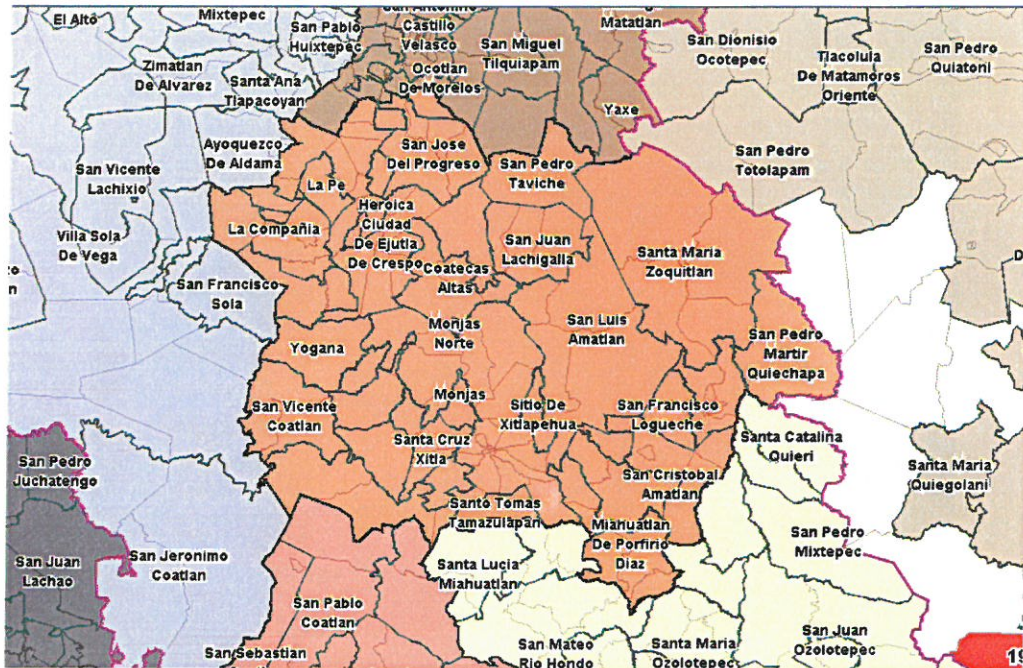 El Alto
Mixtepec
San Pablo
Huixtepec
San Antonino
Castillo
Velasco
Matatlan
San Miguel
Tilquiapam
San Dionisio
Ocotepec
Tlacolula
De Matamoros
Oriente
San Pedro
Quiatoni
Zimatlan
De Alvarez
Santa Ana
Tlapacoyan
Ocotlan
De Morelos
Yaxe
Ayoquezco
De Aldama
San Jose
Del Progreso
San Pedro
Taviche
San Pedro
Totolapam
San Vicente
Lachixio
La Pe
Heroica
Ciudad
De Ejutla
De Crespo
La Compañia
San Juan
Lachigalla
Santa Maria
Zoquitlan
Villa Sola
De Vega
Coatecas
Altas
San Francisco
Sola
Monjas
Norte
San Luis
Amatlan
San Pedro
Martir
Quiechapa
Yogana
Monjas
San Vicente
Coatlan
Sitio De
Xitlapehua
San Francisco
Logueche
Santa Cruz
Xitla
Santa Catalina
Quieri
San Pedro
Juchatengo
San Cristobal
Amatlan
Santa Maria
Quiegolani
Santo Tomas
Tamazulapan
Miahuatlan
De Porfirio
Diaz
San Pedro
Mixtepec
San Juan
Lachao
San Jeronimo
Coatlan
Santa Lucia
Miahuatlan
San Pablo
Coatlan
San Sebastian
San Mateo
Rio Hondo
Santa Maria
Ozolotepec
San Juan
Ozolotepec
19